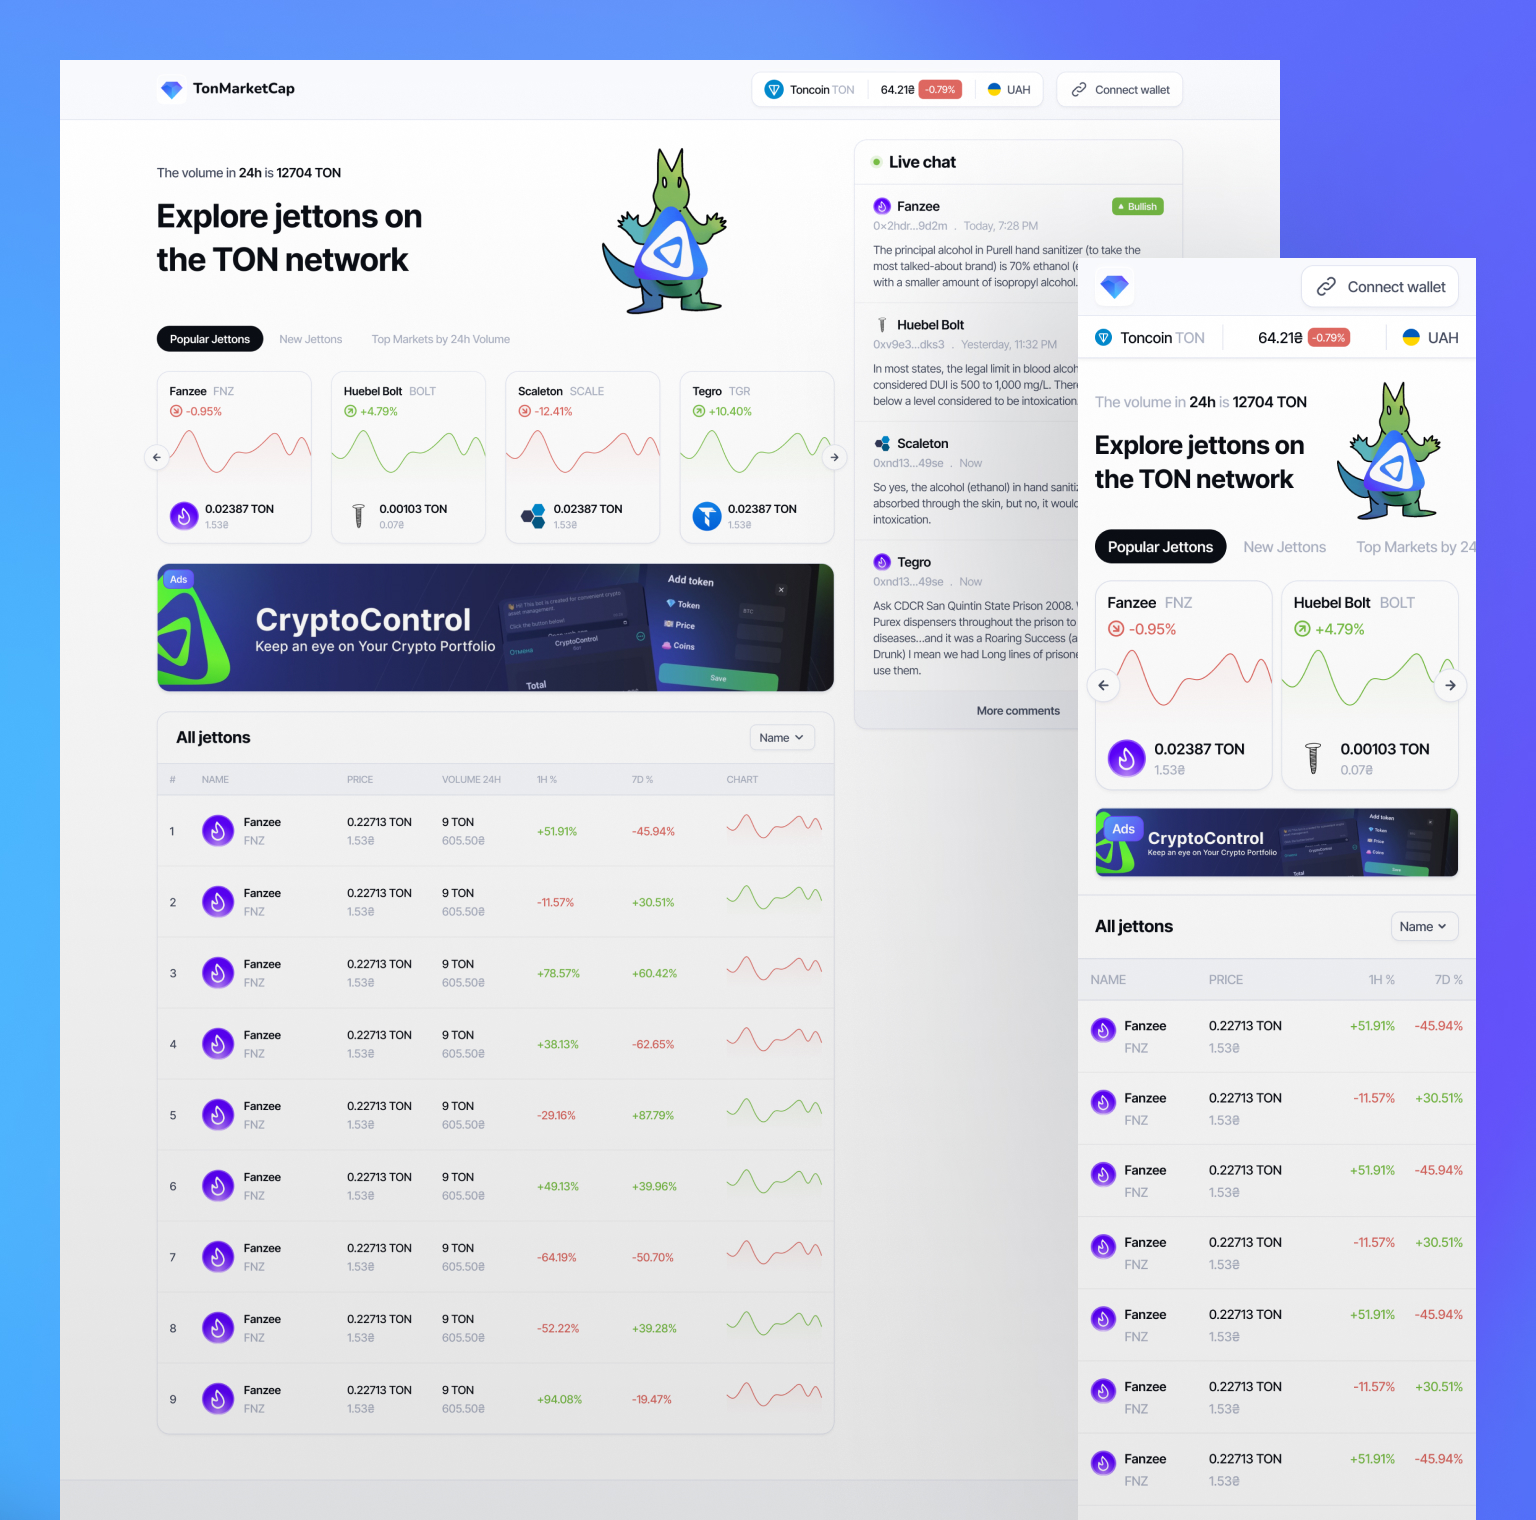 TonMarketCap
Toncoin TON 64.21₴ -0.79% UAH
Connect wallet
The volume in 24h is 12704 TON
Explore jettons on
the TON network
Popular Jettons New Jettons Top Markets by 24h Volume
Fanzee FNZ
-0.95%
0.02387 TON
1.53₴
Huebel Bolt BOLT
+4.79%
0.00103 TON
0.07₴
Scaleton SCALE
-12.41%
0.02387 TON
1.53₴
Tegro TGR
+10.40%
0.02387 TON
1.53₴
Ads
CryptoControl
Keep an eye on Your Crypto Portfolio
Hi! This bot is created for convenient crypto
asset management.
Click the button below!
CryptoControl
Total
Add token
Token
BTC
Price
Coins
Save
All jettons
Name
# NAME PRICE VOLUME 24H 1H % 7D % CHART
1 Fanzee 0.22713 TON 9 TON +51.91% -45.94%
FNZ 1.53₴ 605.50₴
2 Fanzee 0.22713 TON 9 TON -11.57% +30.51%
FNZ 1.53₴ 605.50₴
3 Fanzee 0.22713 TON 9 TON +78.57% +60.42%
FNZ 1.53₴ 605.50₴
4 Fanzee 0.22713 TON 9 TON +38.13% -62.65%
FNZ 1.53₴ 605.50₴
5 Fanzee 0.22713 TON 9 TON -29.16% +87.79%
FNZ 1.53₴ 605.50₴
6 Fanzee 0.22713 TON 9 TON +49.13% +39.96%
FNZ 1.53₴ 605.50₴
7 Fanzee 0.22713 TON 9 TON -64.19% -50.70%
FNZ 1.53₴ 605.50₴
8 Fanzee 0.22713 TON 9 TON -52.22% +39.28%
FNZ 1.53₴ 605.50₴
9 Fanzee 0.22713 TON 9 TON +94.08% -19.47%
FNZ 1.53₴ 605.50₴
Live chat
Fanzee Bullish
0x2hdr...9d2m . Today, 7:28 PM
The principal alcohol in Purell hand sanitizer (to take the
most talked-about brand) is 70% ethanol (e
with a smaller amount of isopropyl alcohol.
Huebel Bolt
0xv9e3...dks3 . Yesterday, 11:32 PM
In most states, the legal limit in blood alcoh
considered DUI is 500 to 1,000 mg/L. There
below a level considered to be intoxication.
Scaleton
0xnd13...49se . Now
So yes, the alcohol (ethanol) in hand sanitiz
absorbed through the skin, but no, it would
intoxication.
Tegro
0xnd13...49se . Now
Ask CDCR San Quintin State Prison 2008.
Purex dispensers throughout the prison to
diseases...and it was a Roaring Success (a
Drunk) I mean we had Long lines of prisone
use them.
More comments
Connect wallet
Toncoin TON 64.21₴ -0.79% UAH
The volume in 24h is 12704 TON
Explore jettons on
the TON network
Popular Jettons New Jettons Top Markets by 24
Fanzee FNZ
-0.95%
0.02387 TON
1.53₴
Huebel Bolt BOLT
+4.79%
0.00103 TON
0.07₴
Ads
CryptoControl
Keep an eye on Your Crypto Portfolio
Total
Add token
Token
Price
Coins
Save
All jettons
Name
NAME PRICE 1H % 7D %
Fanzee 0.22713 TON +51.91% -45.94%
FNZ 1.53₴
Fanzee 0.22713 TON -11.57% +30.51%
FNZ 1.53₴
Fanzee 0.22713 TON +51.91% -45.94%
FNZ 1.53₴
Fanzee 0.22713 TON -11.57% +30.51%
FNZ 1.53₴
Fanzee 0.22713 TON +51.91% -45.94%
FNZ 1.53₴
Fanzee 0.22713 TON -11.57% +30.51%
FNZ 1.53₴
Fanzee 0.22713 TON +51.91% -45.94%
FNZ 1.53₴